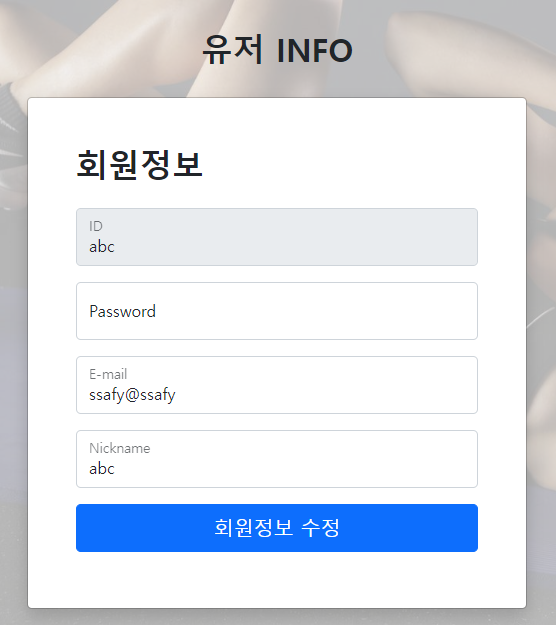 유저 INFO
회원정보
ID
abc
Password
E-mail
ssafy@ssafy
Nickname
abc
회원정보 수정